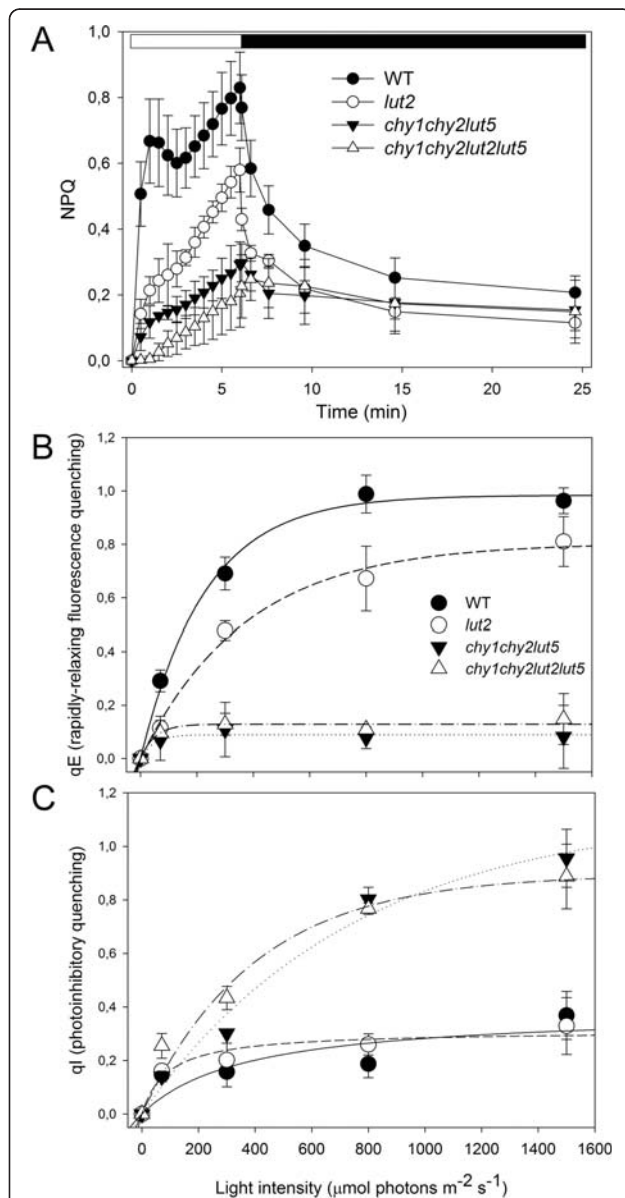 A
1,0
0,8
0,6
0,4
0,2
0,0
NPQ
WT
lut2
chy1chy2lut5
chy1chy2lut2lut5
0 5 10 15 20 25
Time (min)
B
1,2
1,0
0,8
0,6
0,4
0,2
0,0
qE (rapidly-relaxing fluorescence quenching)
WT
lut2
chy1chy2lut5
chy1chy2lut2lut5
C
1,2
1,0
0,8
0,6
0,4
0,2
0,0
qI (photoinhibitory quenching)
0 200 400 600 800 1000 1200 1400 1600
Light intensity (μmol photons m⁻² s⁻¹)